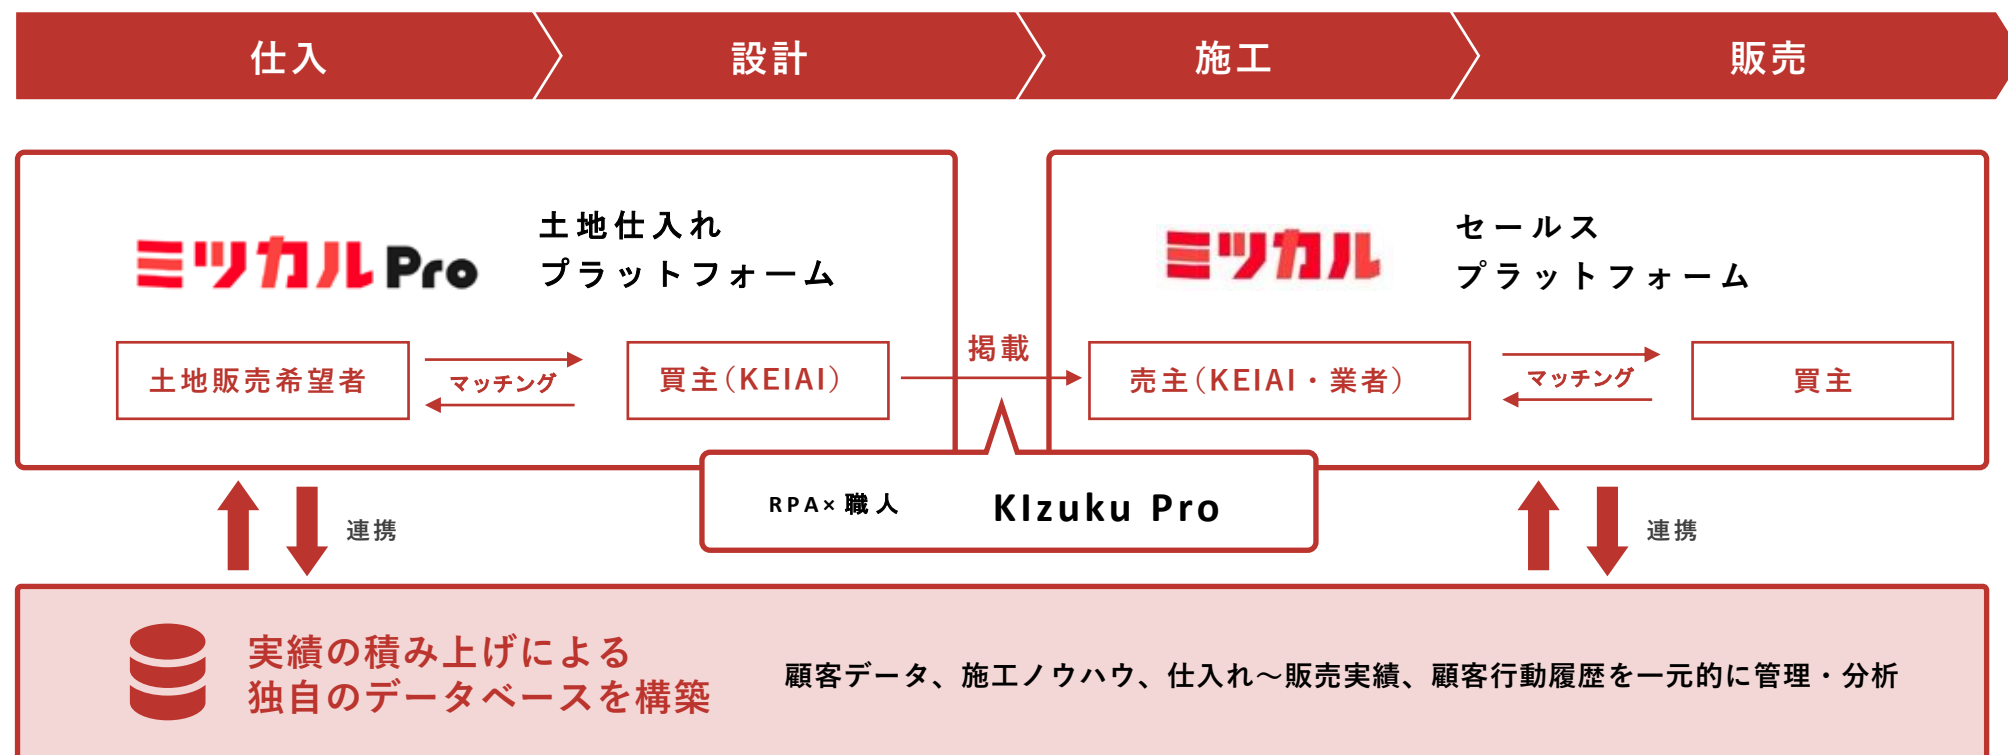 仕入
設計
施工
販売
ミツカルPro
土地仕入れ
プラットフォーム
ミツカル
セールス
プラットフォーム
土地販売希望者
マッチング
買主(KEIAI)
掲載
売主(KEIAI・業者)
マッチング
買主
RPA×職人
KIzuku Pro
連携
連携
実績の積み上げによる
独自のデータベースを構築
顧客データ、施工ノウハウ、仕入れ～販売実績、顧客行動履歴を一元的に管理・分析